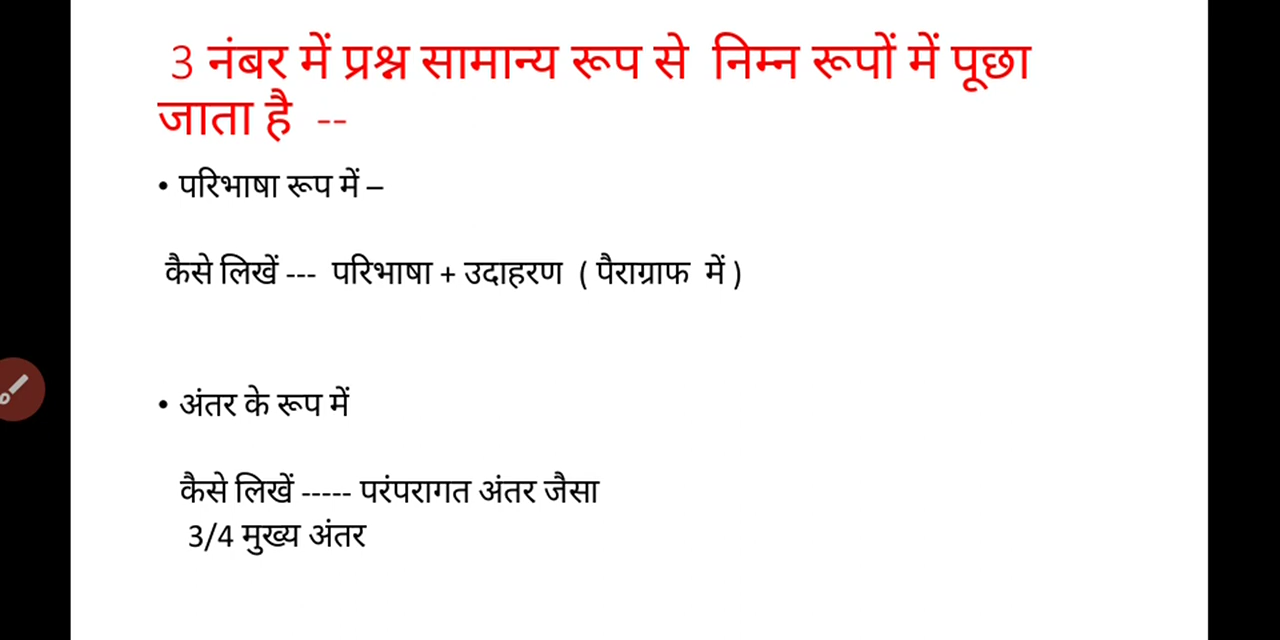 3 नंबर में प्रश्न सामान्य रूप से निम्न रूपों में पूछा
जाता है --
• परिभाषा रूप में –
कैसे लिखें --- परिभाषा + उदाहरण ( पैराग्राफ में )
• अंतर के रूप में
कैसे लिखें ----- परंपरागत अंतर जैसा
3/4 मुख्य अंतर